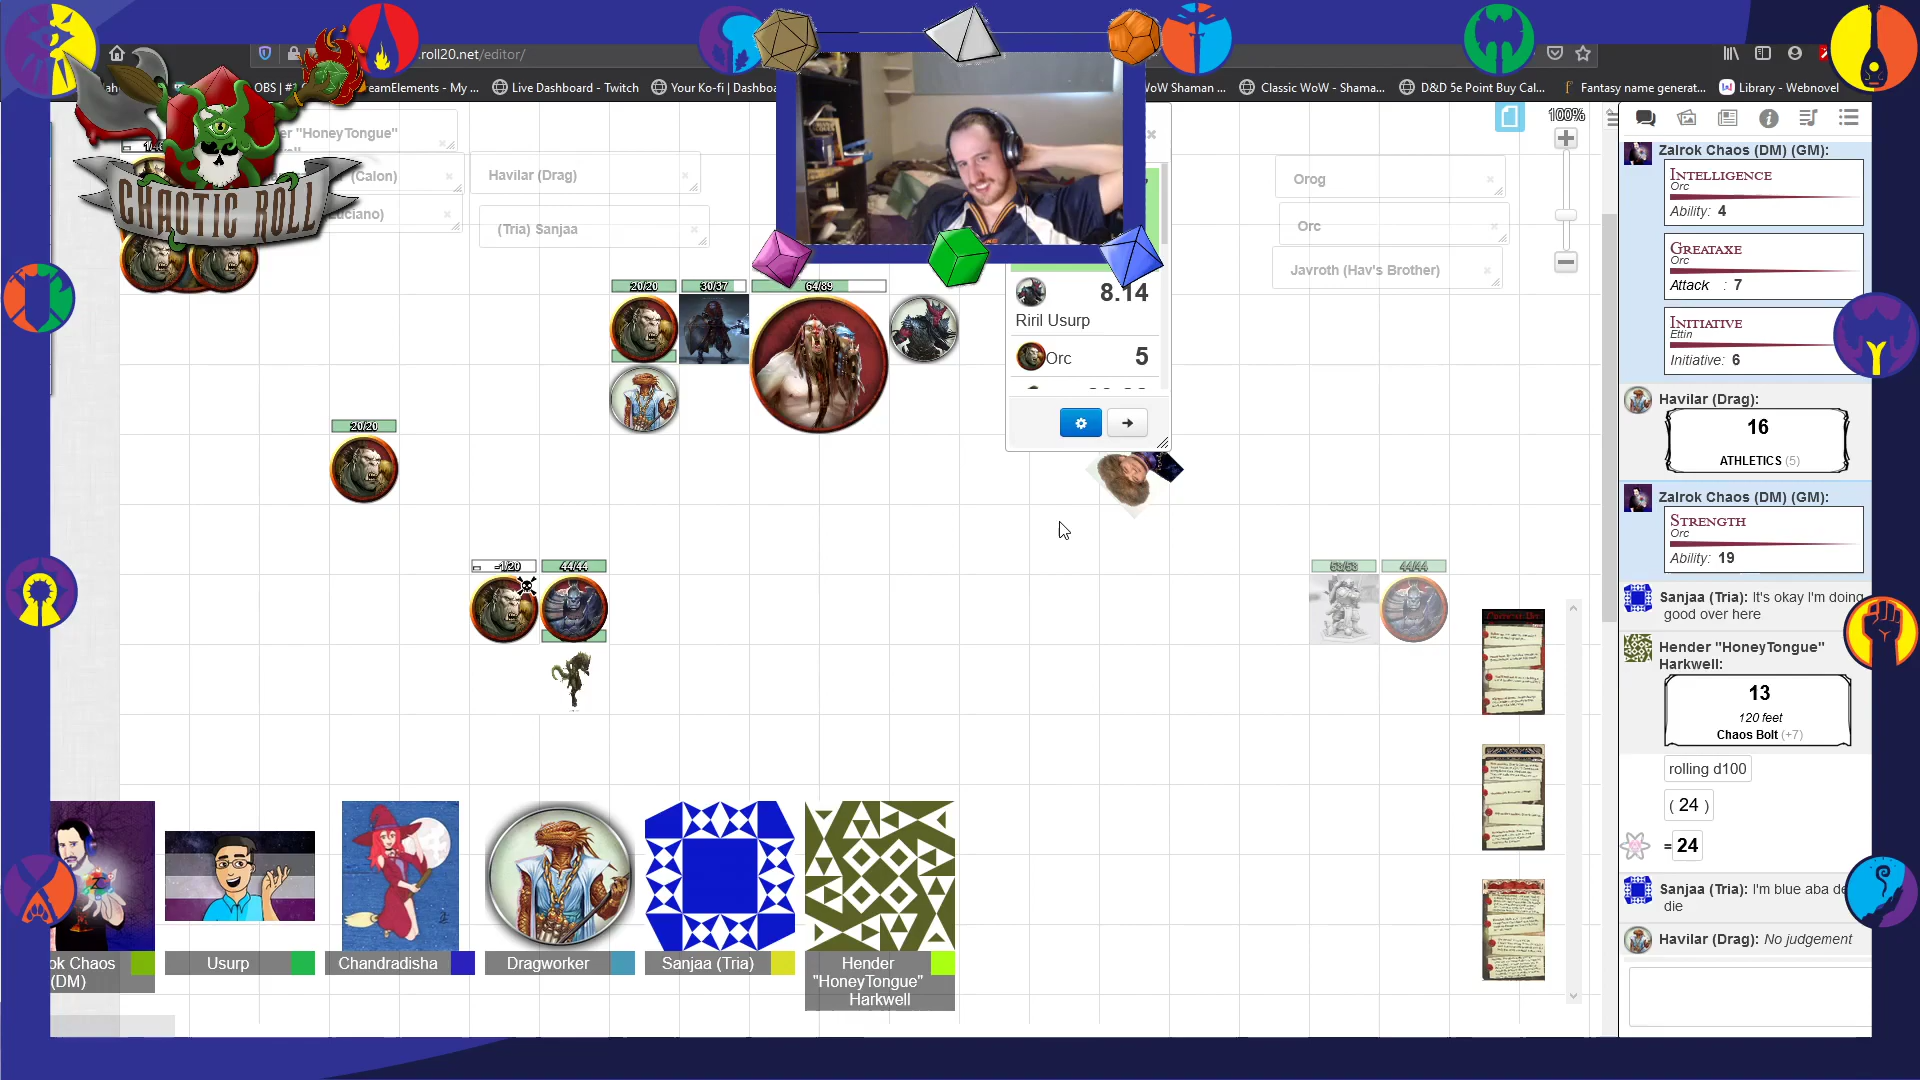 .roll20.net/editor/
OBS | #1
eamElements - My ...
Live Dashboard - Twitch
Your Ko-fi | Dashboa
WoW Shaman ...
Classic WoW - Shama...
D&D 5e Point Buy Cal...
Fantasy name generat...
Library - Webnovel
CHAOTIC ROLL
der "HoneyTongue"
(Calon)
uciano)
Havilar (Drag)
(Tria) Sanjaa
Orog
Orc
Javroth (Hav's Brother)
100%
20/20
30/37
64/89
20/20
-1/20
44/44
53/53
44/44
8.14
Riril Usurp
Orc
5
ok Chaos
(DM)
Usurp
Chandradisha
Dragworker
Sanjaa (Tria)
Hender
"HoneyTongue"
Harkwell
Zalrok Chaos (DM) (GM):
INTELLIGENCE
Orc
Ability: 4
GREATAXE
Orc
Attack : 7
INITIATIVE
Ettin
Initiative: 6
Havilar (Drag):
16
ATHLETICS (5)
Zalrok Chaos (DM) (GM):
STRENGTH
Orc
Ability: 19
Sanjaa (Tria): It's okay I'm doing
good over here
Hender "HoneyTongue"
Harkwell:
13
120 feet
Chaos Bolt (+7)
rolling d100
( 24 )
=24
Sanjaa (Tria): I'm blue aba de
die
Havilar (Drag): No judgement